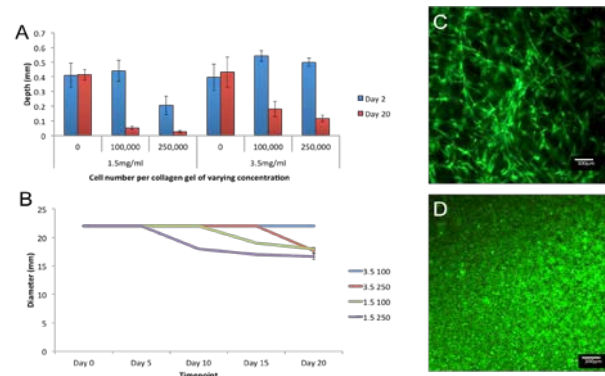 A
0.7
0.6
0.5
0.4
0.3
0.2
0.1
0
Depth (mm)
Day 2
Day 20
0 100,000 250,000 0 100,000 250,000
1.5mg/ml 3.5mg/ml
Cell number per collagen gel of varying concentration
B
25
20
15
10
5
0
Diameter (mm)
3.5 100
3.5 250
1.5 100
1.5 250
Day 0 Day 5 Day 10 Day 15 Day 20
Timepoint
C
D